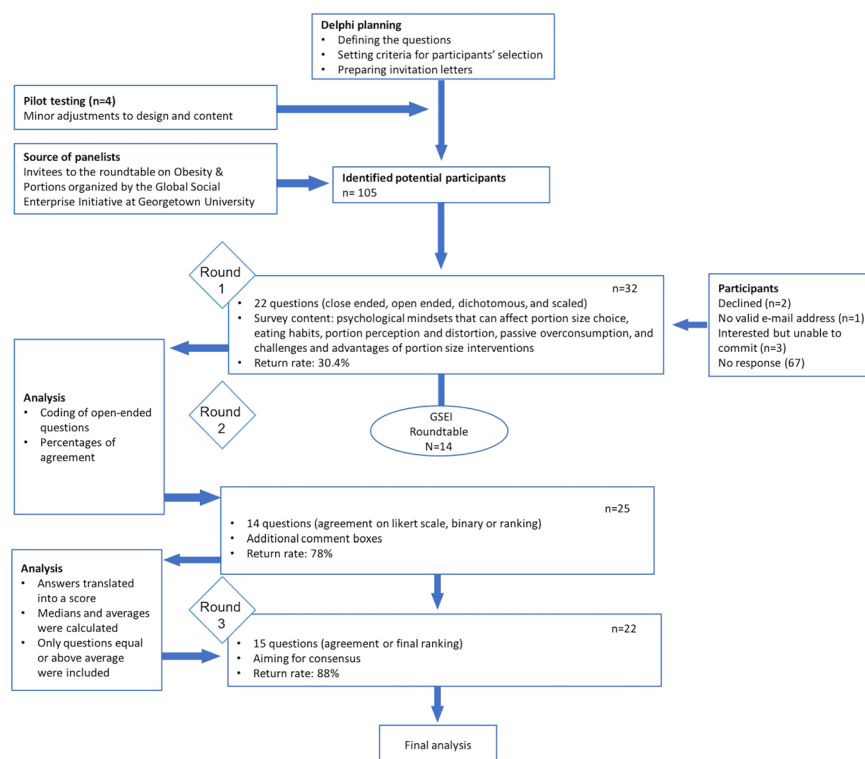 Delphi planning
• Defining the questions
• Setting criteria for participants' selection
• Preparing invitation letters
Pilot testing (n=4)
Minor adjustments to design and content
Source of panelists
Invitees to the roundtable on Obesity &
Portions organized by the Global Social
Enterprise Initiative at Georgetown University
Identified potential participants
n= 105
Round
1
n=32
• 22 questions (close ended, open ended, dichotomous, and scaled)
• Survey content: psychological mindsets that can affect portion size choice,
eating habits, portion perception and distortion, passive overconsumption, and
challenges and advantages of portion size interventions
• Return rate: 30.4%
Participants
Declined (n=2)
No valid e-mail address (n=1)
Interested but unable to
commit (n=3)
No response (67)
Analysis
• Coding of open-ended
questions
• Percentages of
agreement
Round
2
GSEI
Roundtable
N=14
n=25
• 14 questions (agreement on likert scale, binary or ranking)
• Additional comment boxes
• Return rate: 78%
Analysis
• Answers translated
into a score
• Medians and averages
were calculated
• Only questions equal
or above average
were included
Round
3
n=22
• 15 questions (agreement or final ranking)
• Aiming for consensus
• Return rate: 88%
Final analysis